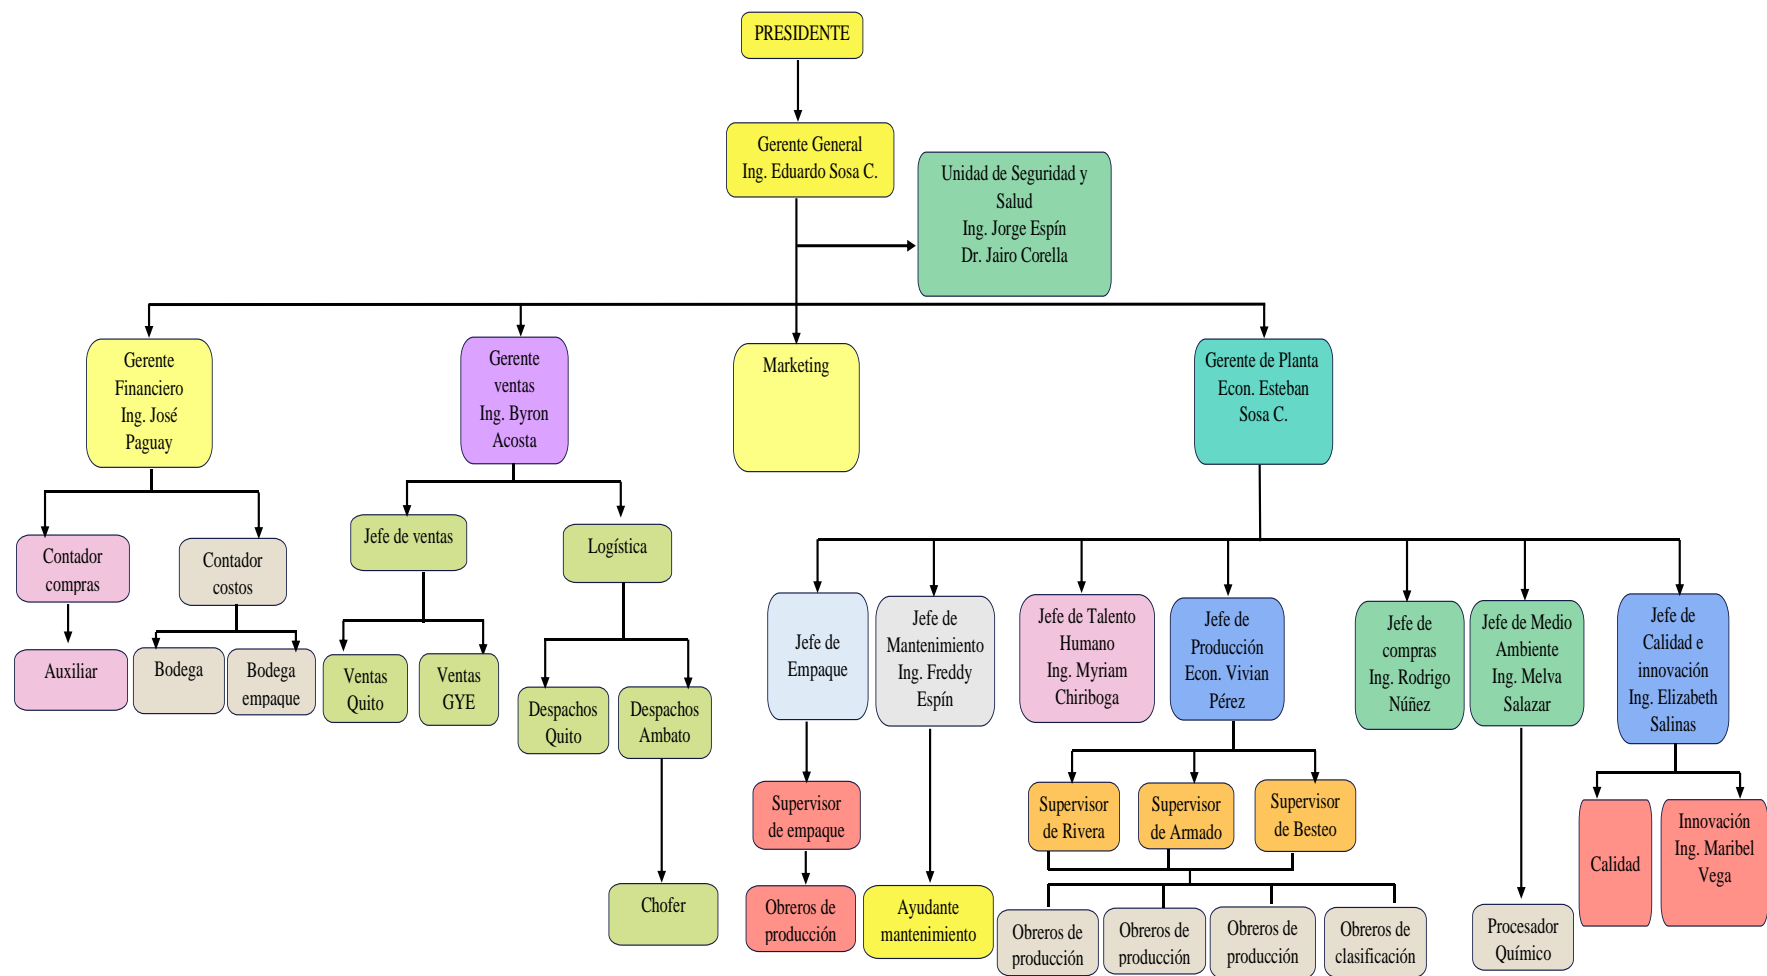 PRESIDENTE
Gerente General
Ing. Eduardo Sosa C.
Unidad de Seguridad y
Salud
Ing. Jorge Espín
Dr. Jairo Corella
Gerente
Financiero
Ing. José
Paguay
Gerente
ventas
Ing. Byron
Acosta
Marketing
Gerente de Planta
Econ. Esteban
Sosa C.
Contador
compras
Contador
costos
Jefe de ventas
Logística
Auxiliar
Bodega
Bodega
empaque
Ventas
Quito
Ventas
GYE
Despachos
Quito
Despachos
Ambato
Chofer
Jefe de
Empaque
Jefe de
Mantenimiento
Ing. Freddy
Espín
Jefe de Talento
Humano
Ing. Myriam
Chiriboga
Jefe de
Producción
Econ. Vivian
Pérez
Jefe de
compras
Ing. Rodrigo
Núñez
Jefe de Medio
Ambiente
Ing. Melva
Salazar
Jefe de
Calidad e
innovación
Ing. Elizabeth
Salinas
Supervisor
de empaque
Supervisor
de Rivera
Supervisor
de Armado
Supervisor
de Besteo
Calidad
Innovación
Ing. Maribel
Vega
Obreros de
producción
Ayudante
mantenimiento
Obreros de
producción
Obreros de
producción
Obreros de
producción
Obreros de
clasificación
Procesador
Químico